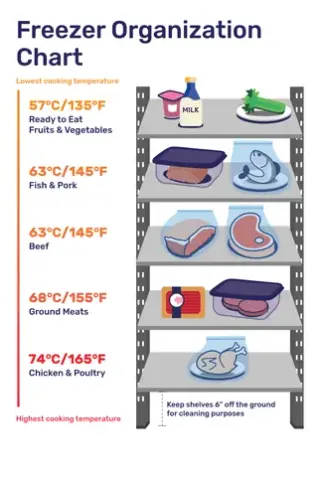 Freezer Organization
Chart
Lowest cooking temperature
57°C/135°F
Ready to Eat
Fruits & Vegetables
MILK
63°C/145°F
Fish & Pork
63°C/145°F
Beef
68°C/155°F
Ground Meats
74°C/165°F
Chicken & Poultry
Keep shelves 6" off the ground
for cleaning purposes
Highest cooking temperature